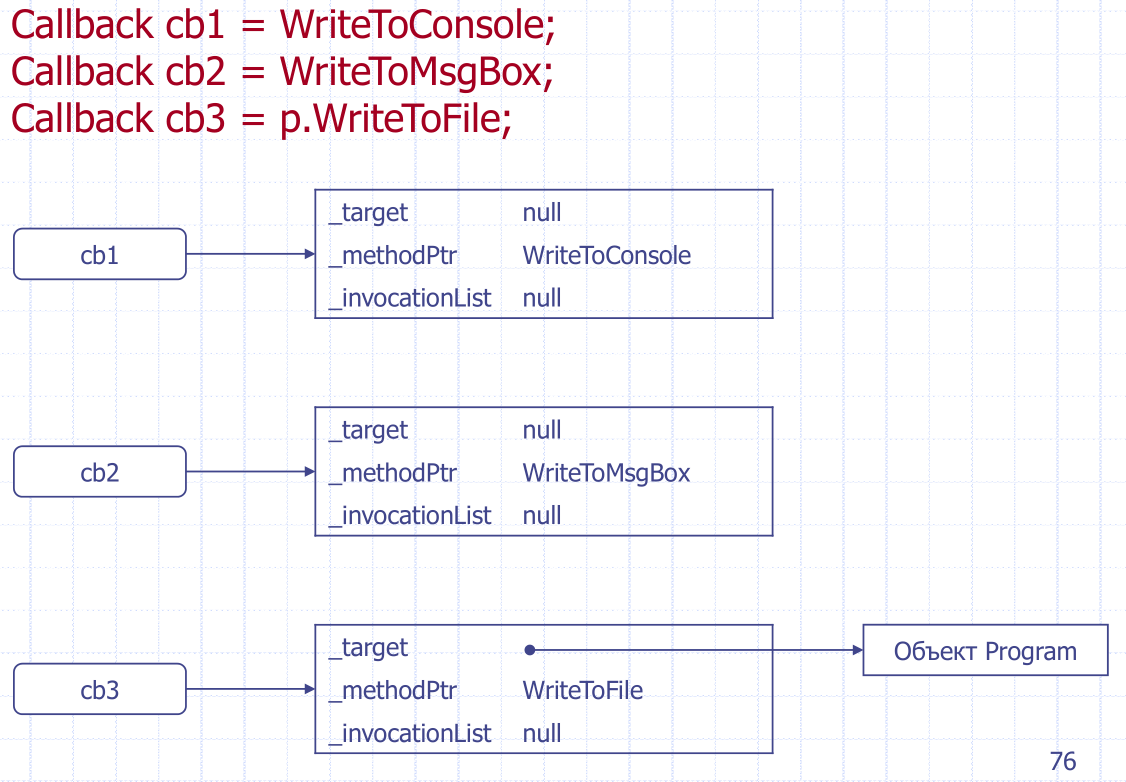 Callback cb1 = WriteToConsole;
Callback cb2 = WriteToMsgBox;
Callback cb3 = p.WriteToFile;
_target null
cb1 _methodPtr WriteToConsole
_invocationList null
_target null
cb2 _methodPtr WriteToMsgBox
_invocationList null
_target Объект Program
cb3 _methodPtr WriteToFile
_invocationList null
76